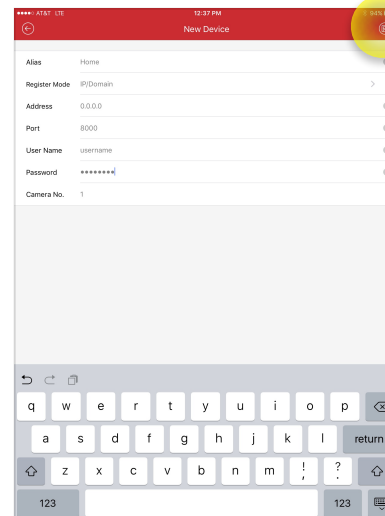 AT&T LTE 12:37 PM 94%
New Device
Alias Home
Register Mode IP/Domain
Address 0.0.0.0
Port 8000
User Name username
Password ••••••••
Camera No. 1
q w e r t y u i o p
a s d f g h j k l return
z x c v b n m ! , ? .
123 123